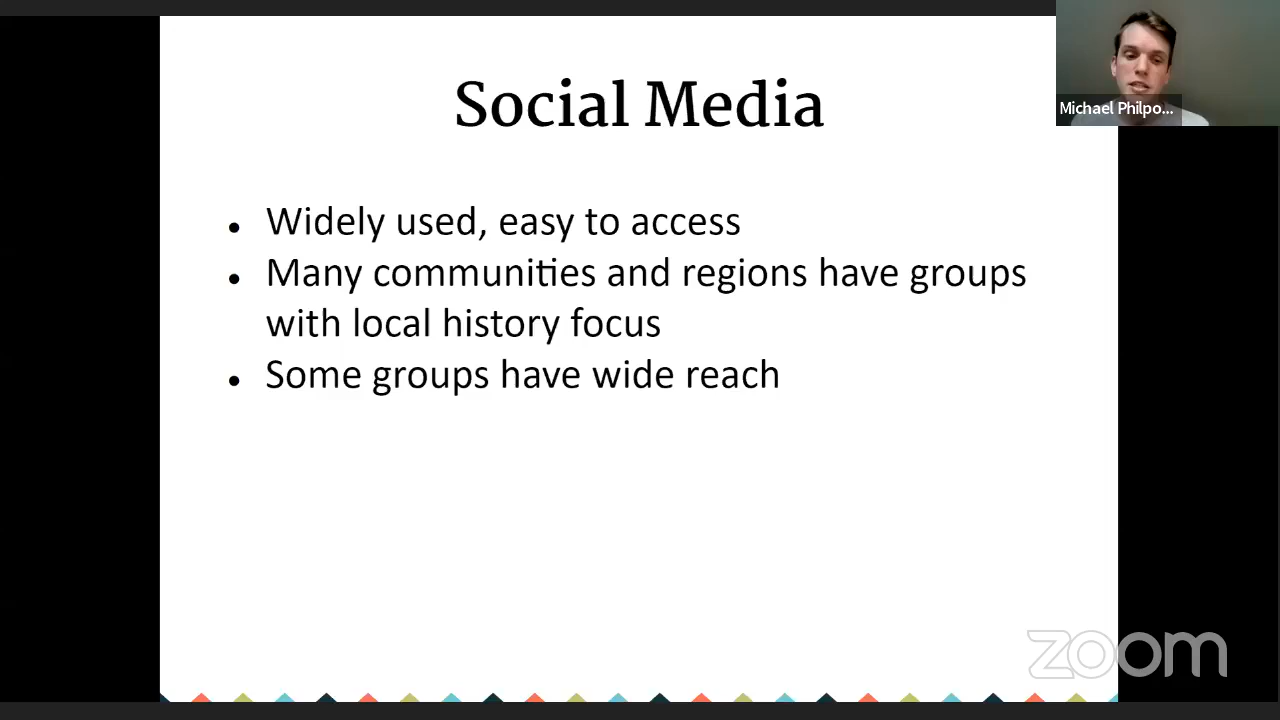 Social Media
Michael Philpo...
• Widely used, easy to access
• Many communities and regions have groups
with local history focus
• Some groups have wide reach
zoom